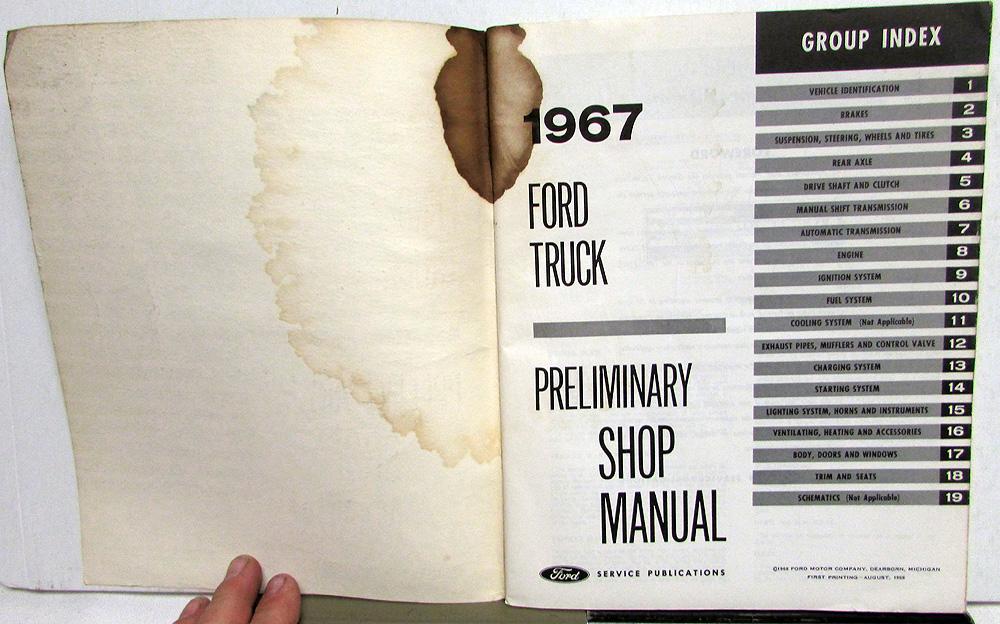 1967
FORD
TRUCK
PRELIMINARY
SHOP
MANUAL
Ford SERVICE PUBLICATIONS
GROUP INDEX
VEHICLE IDENTIFICATION 1
BRAKES 2
SUSPENSION, STEERING, WHEELS AND TIRES 3
REAR AXLE 4
DRIVE SHAFT AND CLUTCH 5
MANUAL SHIFT TRANSMISSION 6
AUTOMATIC TRANSMISSION 7
ENGINE 8
IGNITION SYSTEM 9
FUEL SYSTEM 10
COOLING SYSTEM (Not Applicable) 11
EXHAUST PIPES, MUFFLERS AND CONTROL VALVE 12
CHARGING SYSTEM 13
STARTING SYSTEM 14
LIGHTING SYSTEM, HORNS AND INSTRUMENTS 15
VENTILATING, HEATING AND ACCESSORIES 16
BODY, DOORS AND WINDOWS 17
TRIM AND SEATS 18
SCHEMATICS (Not Applicable) 19
©1966 FORD MOTOR COMPANY, DEARBORN, MICHIGAN
FIRST PRINTING—AUGUST, 1966